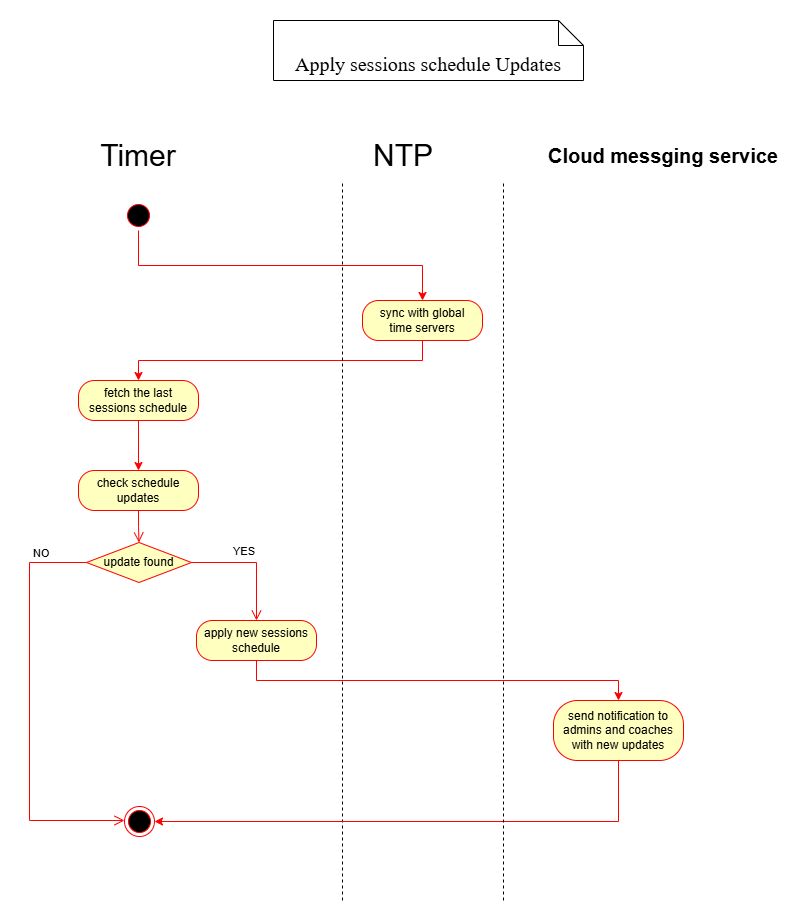 Apply sessions schedule Updates
Timer
NTP
Cloud messging service
sync with global
time servers
fetch the last
sessions schedule
check schedule
updates
NO
update found
YES
apply new sessions
schedule
send notification to
admins and coaches
with new updates